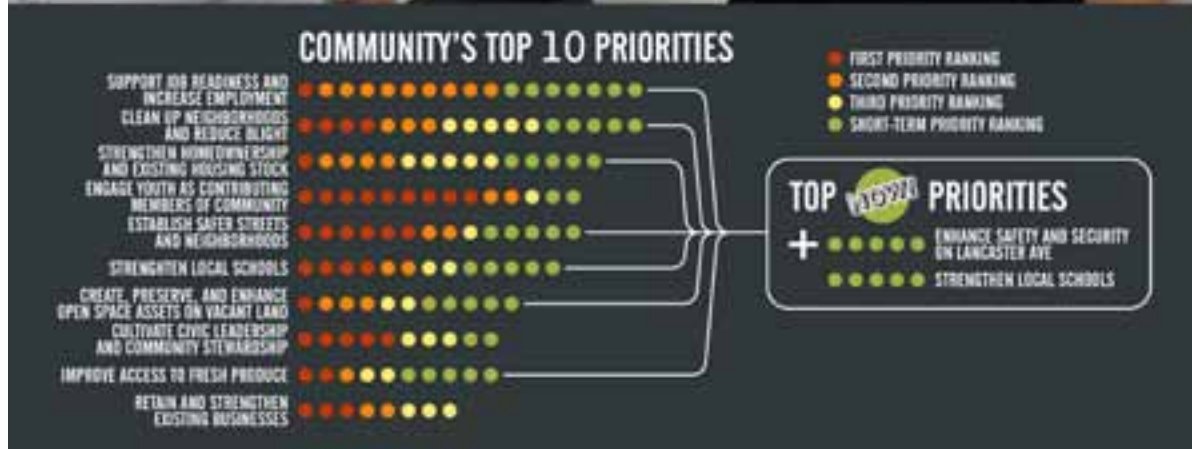 COMMUNITY'S TOP 10 PRIORITIES
SUPPORT JOB READINESS AND
INCREASE EMPLOYMENT
CLEAN UP NEIGHBORHOODS
AND REDUCE BLIGHT
STRENGTHEN HOMEOWNERSHIP
AND EXISTING HOUSING STOCK
ENGAGE YOUTH AS CONTRIBUTING
MEMBERS OF COMMUNITY
ESTABLISH SAFER STREETS
AND NEIGHBORHOODS
STRENGHTEN LOCAL SCHOOLS
CREATE, PRESERVE, AND ENHANCE
OPEN SPACE ASSETS ON VACANT LAND
CULTIVATE CIVIC LEADERSHIP
AND COMMUNITY STEWARDSHIP
IMPROVE ACCESS TO FRESH PRODUCE
RETAIN AND STRENGTHEN
EXISTING BUSINESSES
FIRST PRIORITY RANKING
SECOND PRIORITY RANKING
THIRD PRIORITY RANKING
SHORT-TERM PRIORITY RANKING
TOP NOW! PRIORITIES
+
ENHANCE SAFETY AND SECURITY
ON LANCASTER AVE
STRENGTHEN LOCAL SCHOOLS